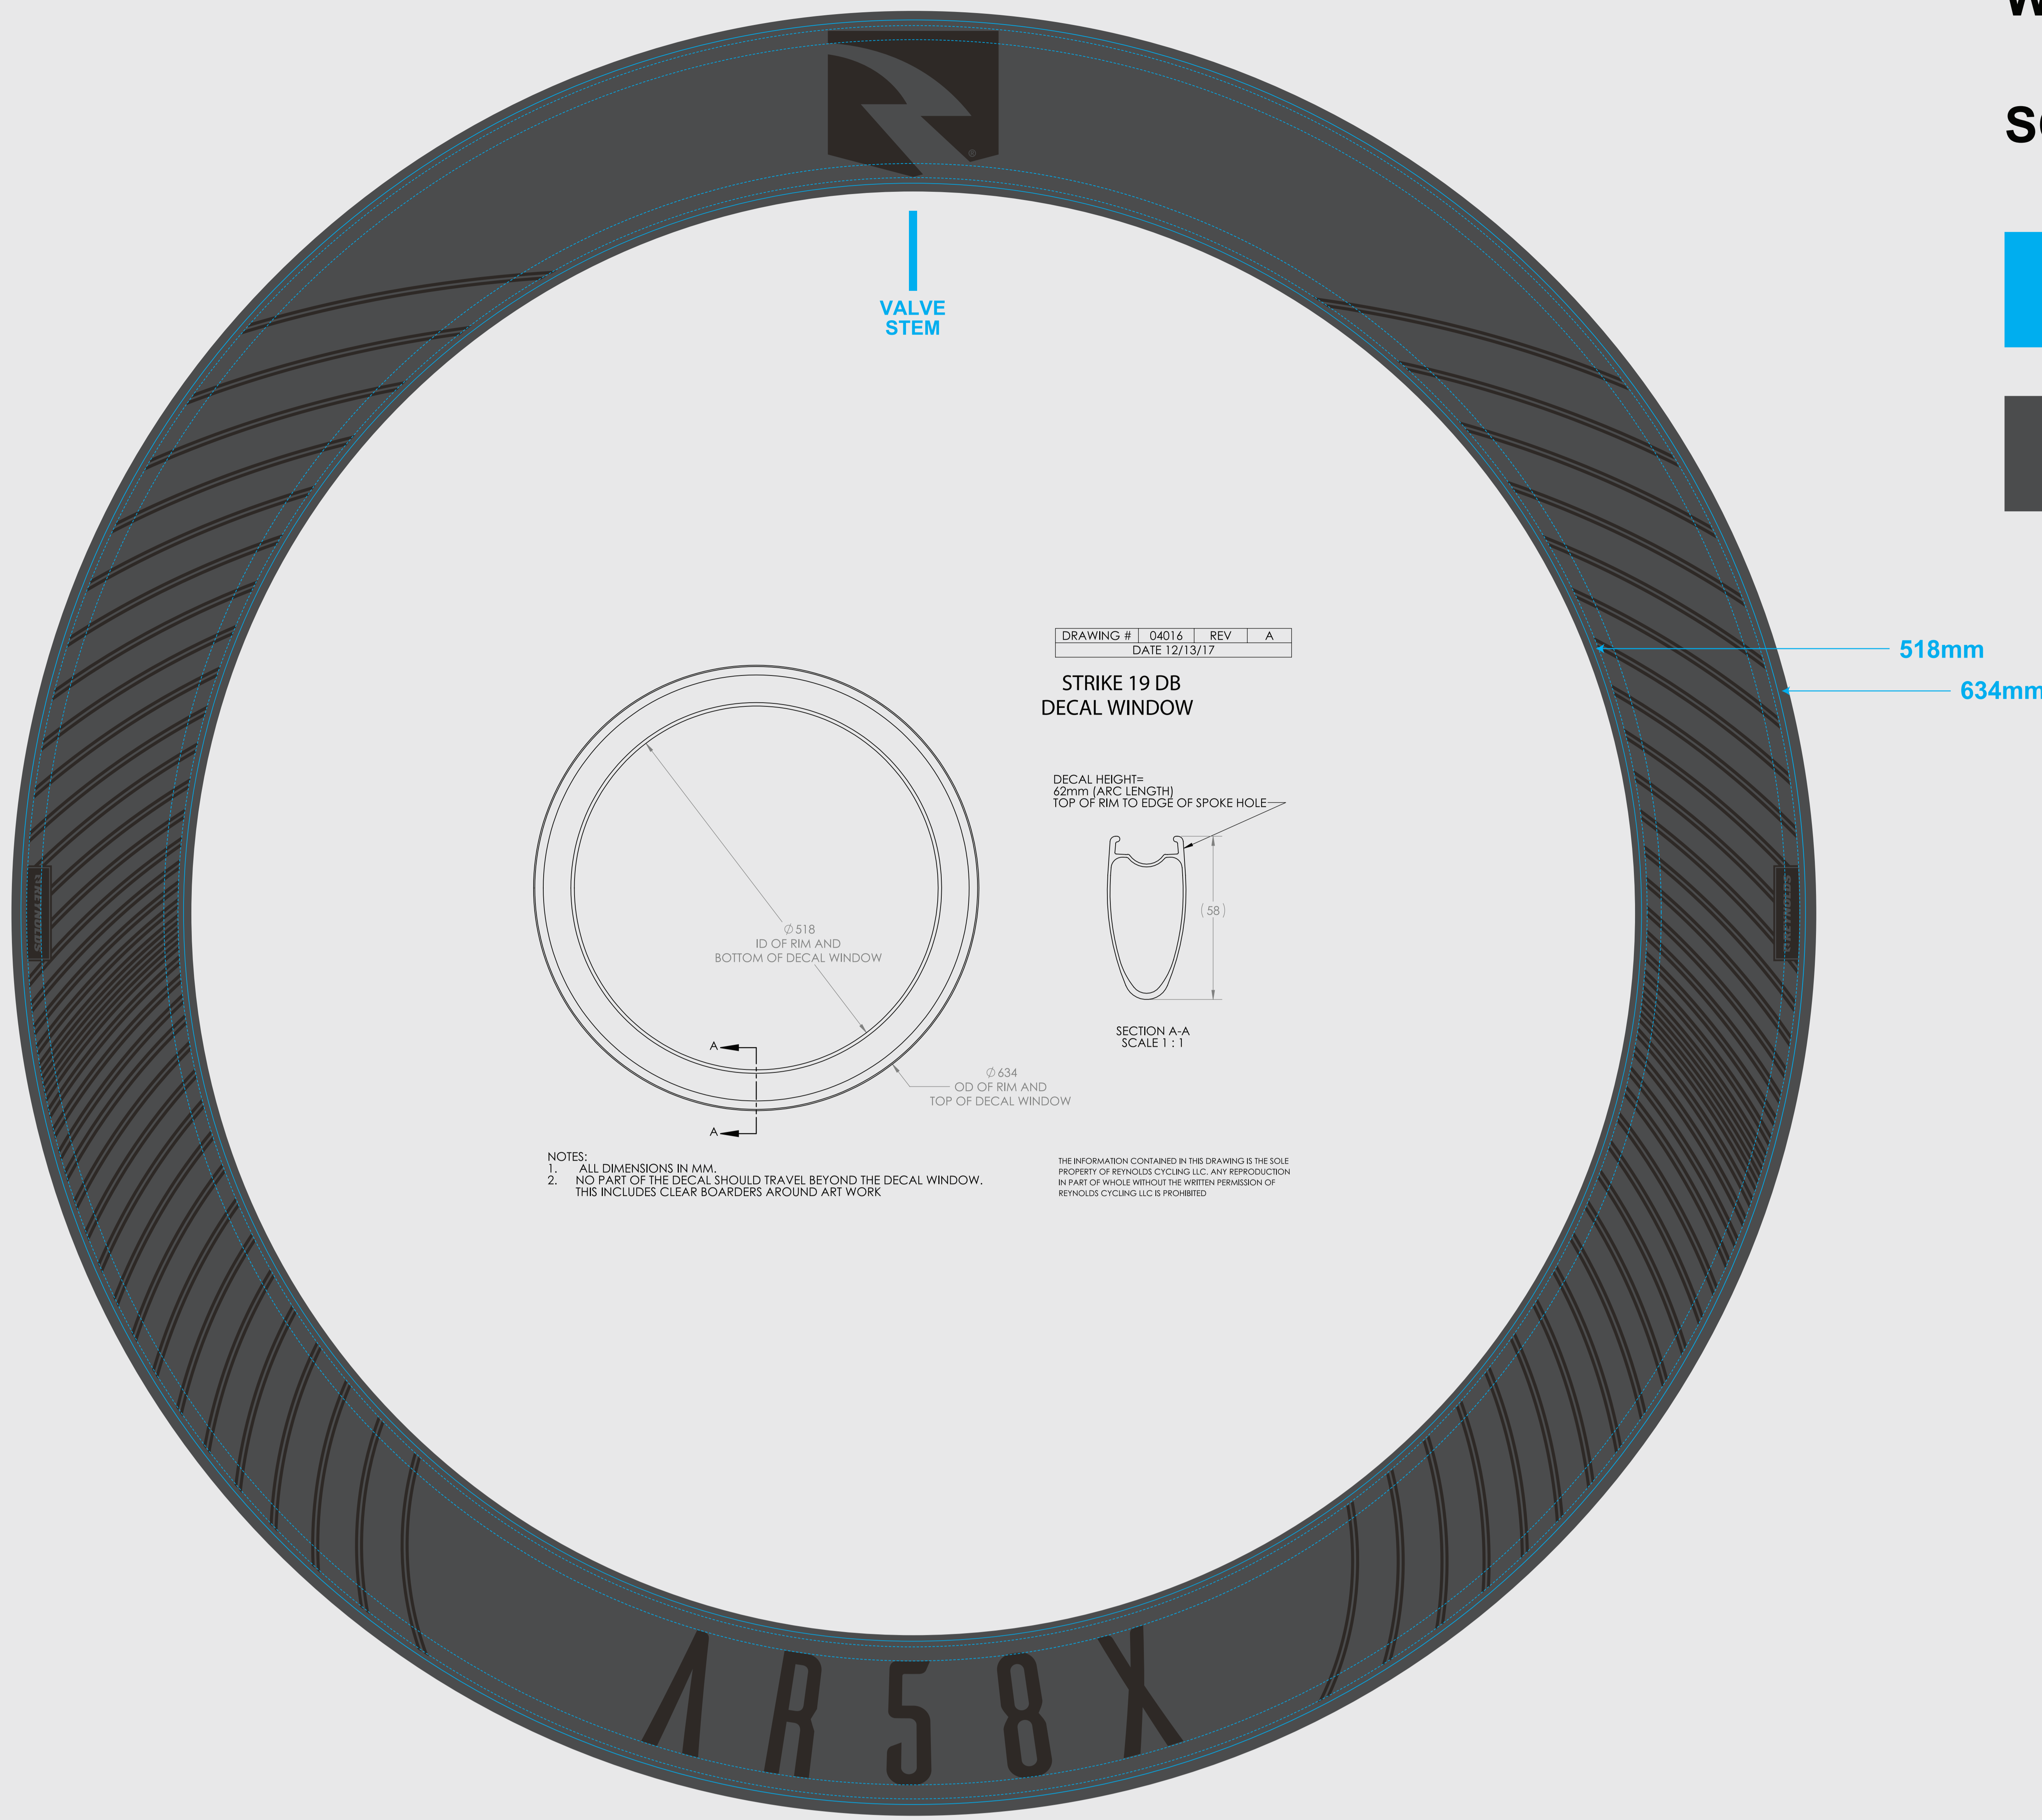 ®
VALVE
STEM
DRAWING # 04016 REV A
DATE 12/13/17
518mm
634mm
STRIKE 19 DB
DECAL WINDOW
DECAL HEIGHT=
62mm (ARC LENGTH)
TOP OF RIM TO EDGE OF SPOKE HOLE
REYNOLDS
REYNOLDS
(58)
∅518
ID OF RIM AND
BOTTOM OF DECAL WINDOW
SECTION A-A
SCALE 1 : 1
A
∅634
OD OF RIM AND
TOP OF DECAL WINDOW
A
NOTES:
1. ALL DIMENSIONS IN MM.
2. NO PART OF THE DECAL SHOULD TRAVEL BEYOND THE DECAL WINDOW.
THIS INCLUDES CLEAR BOARDERS AROUND ART WORK
THE INFORMATION CONTAINED IN THIS DRAWING IS THE SOLE
PROPERTY OF REYNOLDS CYCLING LLC. ANY REPRODUCTION
IN PART OF WHOLE WITHOUT THE WRITTEN PERMISSION OF
REYNOLDS CYCLING LLC IS PROHIBITED
AR58X